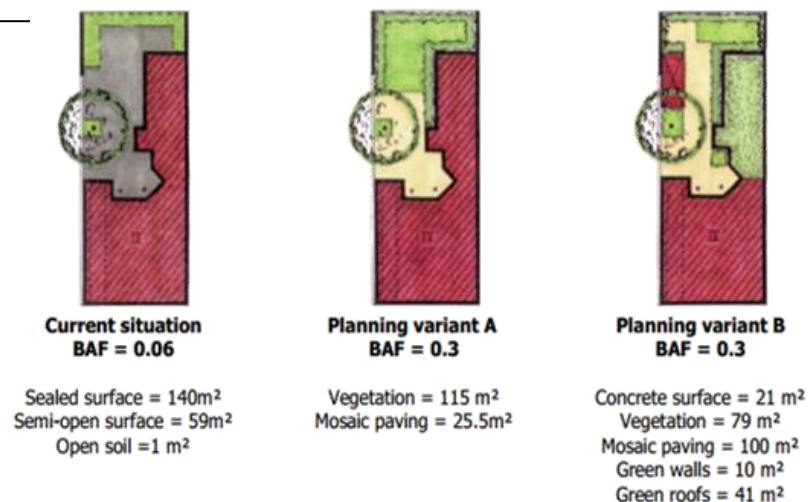 Current situation
BAF = 0.06
Sealed surface = 140m²
Semi-open surface = 59m²
Open soil =1 m²
Planning variant A
BAF = 0.3
Vegetation = 115 m²
Mosaic paving = 25.5m²
Planning variant B
BAF = 0.3
Concrete surface = 21 m²
Vegetation = 79 m²
Mosaic paving = 100 m²
Green walls = 10 m²
Green roofs = 41 m²